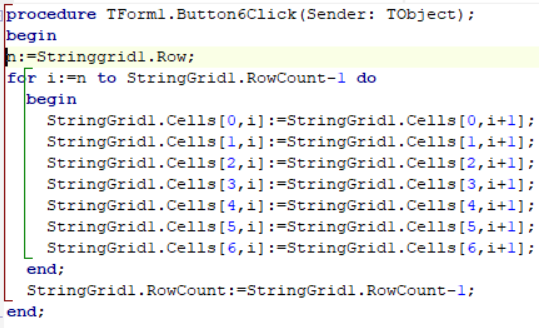 procedure TForm1.Button6Click(Sender: TObject);
begin
n:=Stringgrid1.Row;
for i:=n to StringGrid1.RowCount-1 do
begin
StringGrid1.Cells[0,i]:=StringGrid1.Cells[0,i+1];
StringGrid1.Cells[1,i]:=StringGrid1.Cells[1,i+1];
StringGrid1.Cells[2,i]:=StringGrid1.Cells[2,i+1];
StringGrid1.Cells[3,i]:=StringGrid1.Cells[3,i+1];
StringGrid1.Cells[4,i]:=StringGrid1.Cells[4,i+1];
StringGrid1.Cells[5,i]:=StringGrid1.Cells[5,i+1];
StringGrid1.Cells[6,i]:=StringGrid1.Cells[6,i+1];
end;
StringGrid1.RowCount:=StringGrid1.RowCount-1;
end;